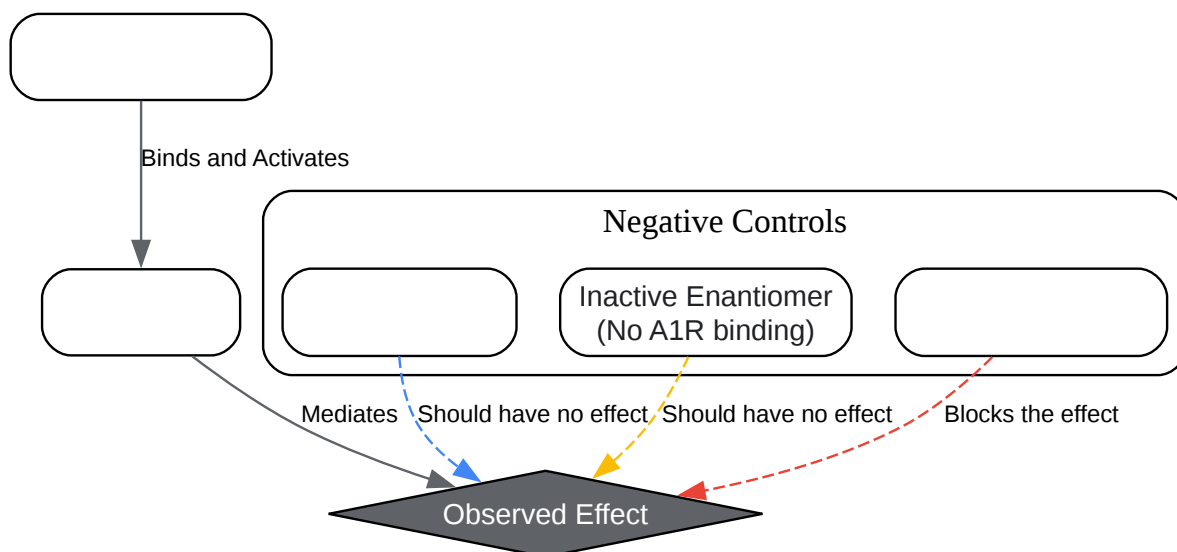 Binds and Activates
Negative Controls
Inactive Enantiomer
(No A1R binding)
Mediates
Should have no effect
Should have no effect
Blocks the effect
Observed Effect